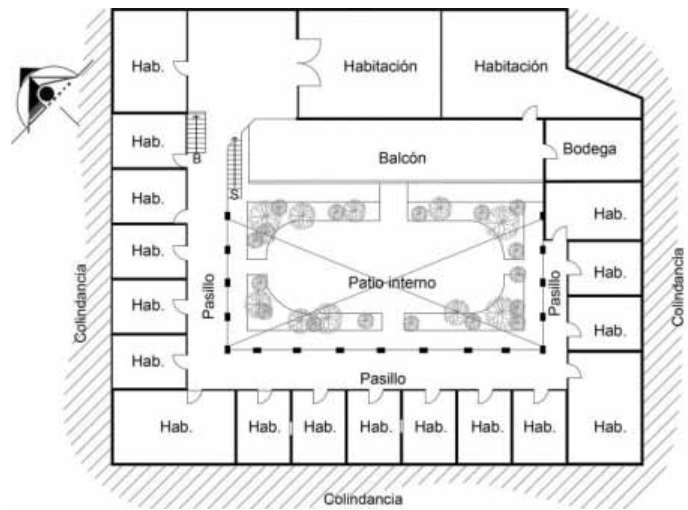 Hab.
Habitación
Habitación
Hab.
B
S
Balcón
Bodega
Hab.
Hab.
Hab.
Hab.
Patio interno
Pasillo
Pasillo
Colindancia
Colindancia
Hab.
Hab.
Hab.
Pasillo
Hab.
Hab.
Hab.
Hab.
Hab.
Hab.
Hab.
Hab.
Colindancia